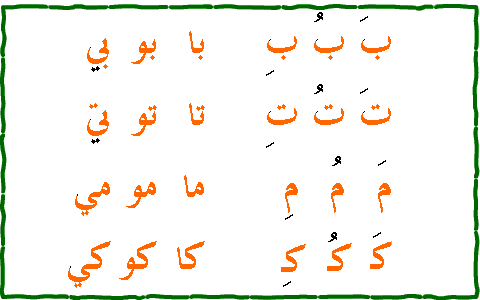 بَ بُ بِ با بو بي
تَ تُ تِ تا تو تي
مَ مُ مِ ما مو مي
كَ كُ كِ كا كو كي